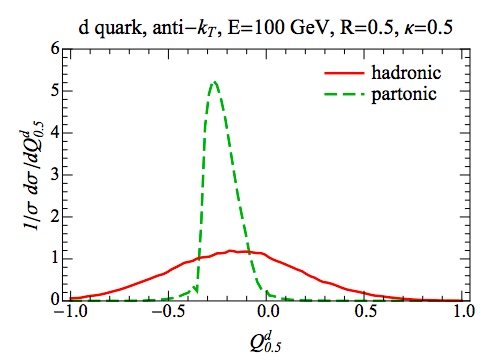 d quark, anti−k_T, E=100 GeV, R=0.5, κ=0.5
hadronic
partonic
1/σ dσ/dQ^d_0.5
6
5
4
3
2
1
0
−1.0 −0.5 0.0 0.5 1.0
Q^d_0.5